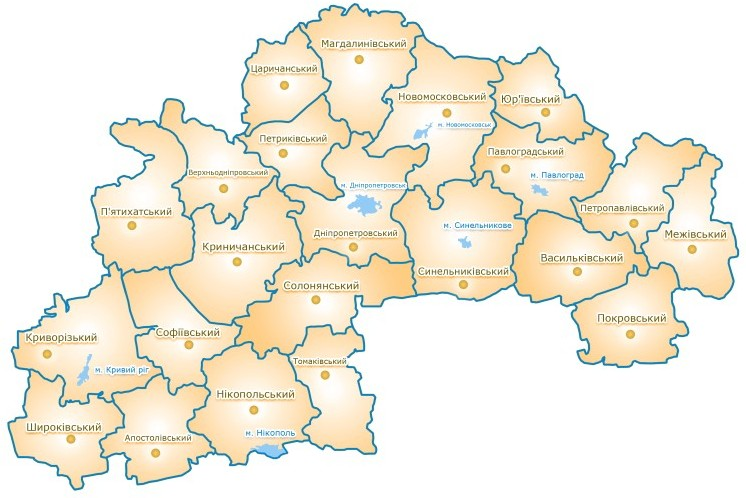 Магдалинівський
Царичанський
Новомосковський
Юр'ївський
м. Новомосковськ
Петриківський
Павлоградський
Верхньодніпровський
м. Павлоград
м. Дніпропетровськ
П'ятихатський
Петропавлівський
м. Синельникове
Дніпропетровський
Межівський
Криничанський
Васильківський
Синельниківський
Солонянський
Покровський
Софіївський
Криворізький
Томаківський
м. Кривий ріг
Нікопольський
Широківський
м. Нікополь
Апостолівський